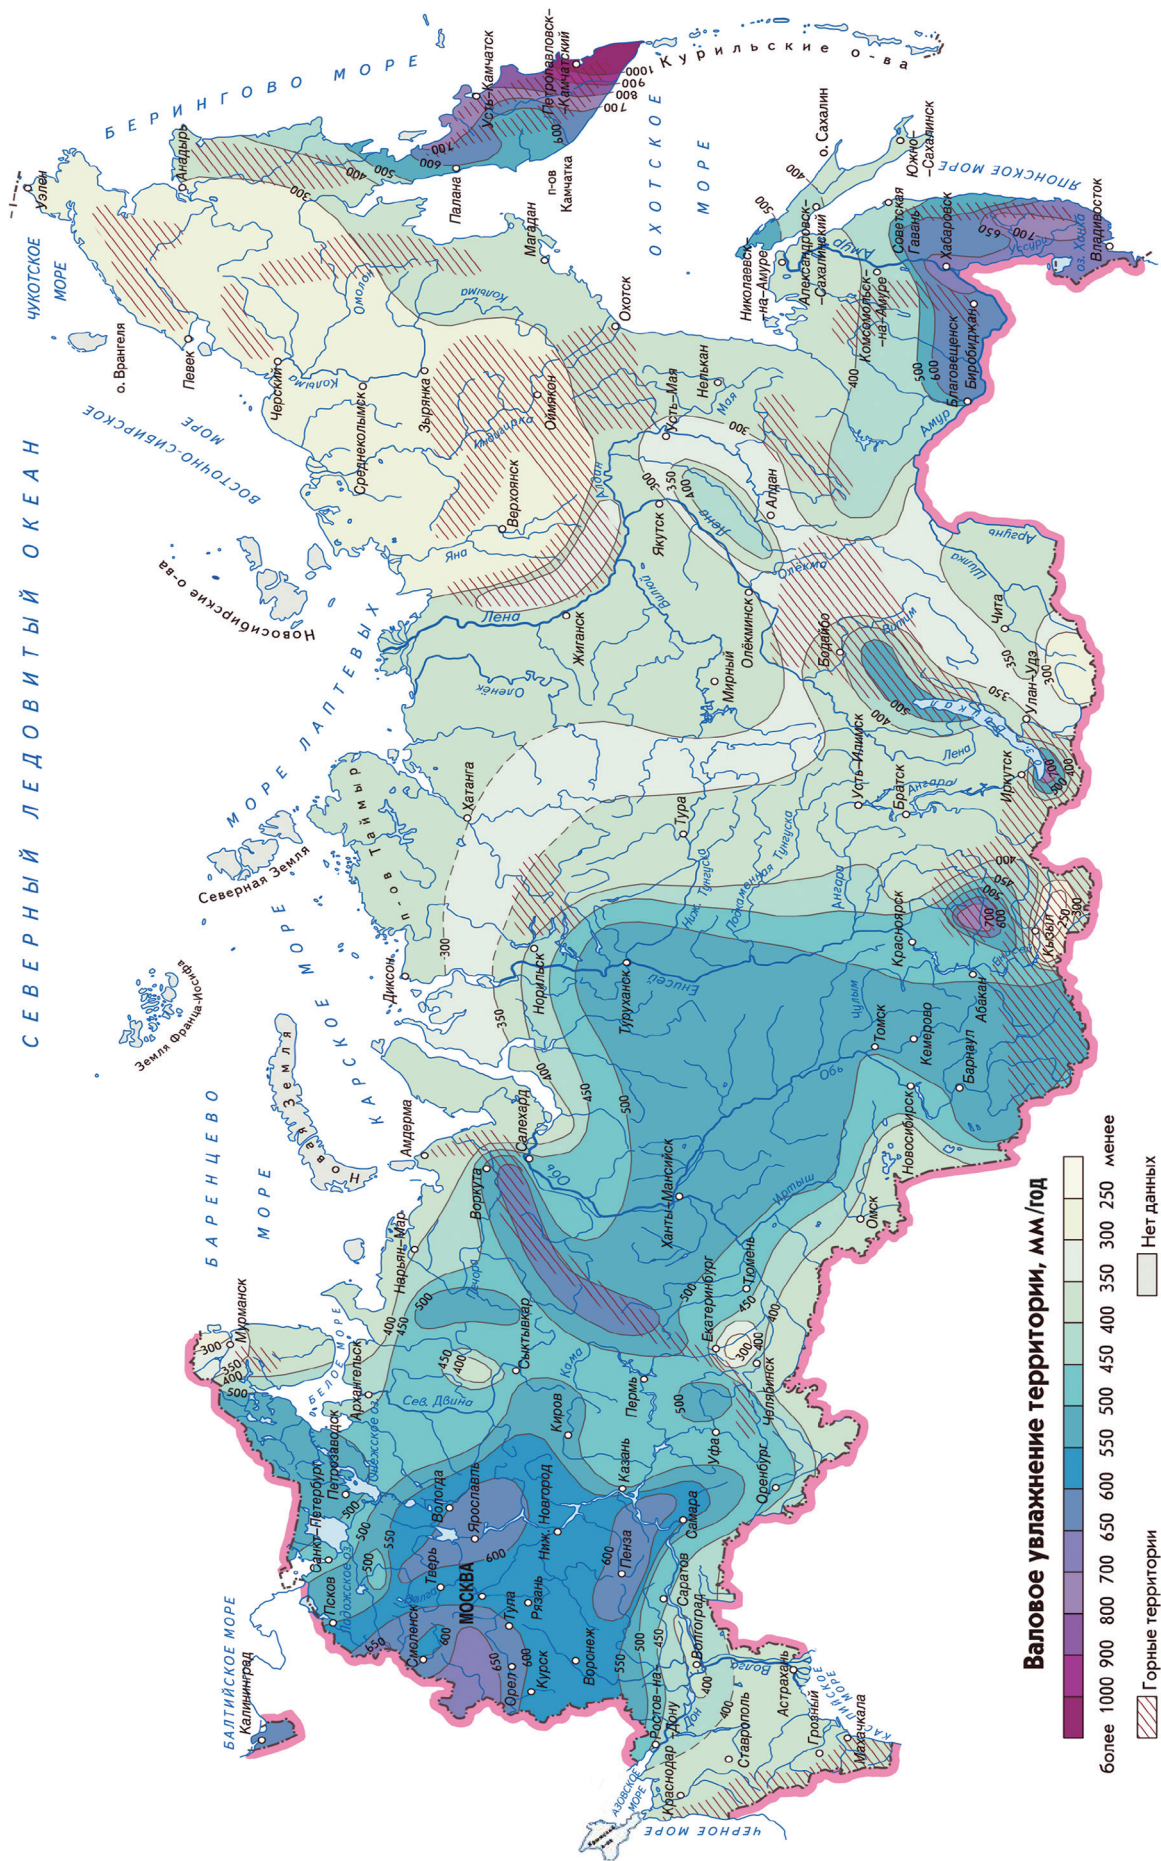 СЕВЕРНЫЙ ЛЕДОВИТЫЙ ОКЕАН
БАРЕНЦЕВО
МОРЕ
КАРСКОЕ МОРЕ
МОРЕ ЛАПТЕВЫХ
ВОСТОЧНО-СИБИРСКОЕ
МОРЕ
ЧУКОТСКОЕ
МОРЕ
БЕРИНГОВО МОРЕ
ОХОТСКОЕ
МОРЕ
ЯПОНСКОЕ МОРЕ
БАЛТИЙСКОЕ МОРЕ
БЕЛОЕ МОРЕ
АЗОВСКОЕ
МОРЕ
ЧЕРНОЕ МОРЕ
КАСПИЙСКОЕ
МОРЕ
Земля Франца-Иосифа
Новая Земля
Северная Земля
п-ов Таймыр
Новосибирские о-ва
о. Врангеля
Курильские о-ва
о. Сахалин
п-ов
Камчатка
Калининград
Мурманск
Санкт-Петербург
Петрозаводск
Архангельск
Нарьян-Мар
Амдерма
Воркута
Салехард
Диксон
Норильск
Хатанга
Туруханск
Тура
Псков
Смоленск
Тверь
Вологда
Ярославль
МОСКВА
Тула
Рязань
Орел
Курск
Воронеж
Ниж. Новгород
Киров
Сыктывкар
Казань
Пенза
Самара
Саратов
Волгоград
Ростов-на-
-Дону
Краснодар
Ставрополь
Астрахань
Грозный
Махачкала
Пермь
Уфа
Оренбург
Екатеринбург
Челябинск
Тюмень
Ханты-Мансийск
Омск
Новосибирск
Томск
Кемерово
Барнаул
Абакан
Красноярск
Кызыл
Усть-Илимск
Братск
Иркутск
Улан-Удэ
Чита
Бодайбо
Мирный
Олёкминск
Жиганск
Якутск
Алдан
Усть-Мая
Нелькан
Верхоянск
Оймякон
Зырянка
Среднеколымск
Черский
Певек
Уэлен
Анадырь
Магадан
Охотск
Палана
Усть-Камчатск
Петропавловск-
-Камчатский
Николаевск-
-на-Амуре
Александровск-
-Сахалинский
Комсомольск-
-на-Амуре
Советская
Гавань
Южно-
-Сахалинск
Хабаровск
Биробиджан
Благовещенск
Владивосток
Ладожское оз.
Онежское оз.
Сев. Двина
Печора
Кама
Волга
Волга
Дон
Обь
Обь
Иртыш
Чулым
Енисей
Енисей
Ниж. Тунгуска
Подкаменная Тунгуска
Ангара
Ангара
оз. Байкал
Лена
Лена
Лена
Витим
Олёкма
Вилюй
Оленёк
Яна
Индигирка
Алдан
Мая
Колыма
Колыма
Омолон
Шилка
Аргунь
Амур
Амур
Уссури
оз. Ханка
Валовое увлажнение территории, мм/год
более 1000 900 800 700 650 600 550 500 450 400 350 300 250 менее
Горные территории
Нет данных